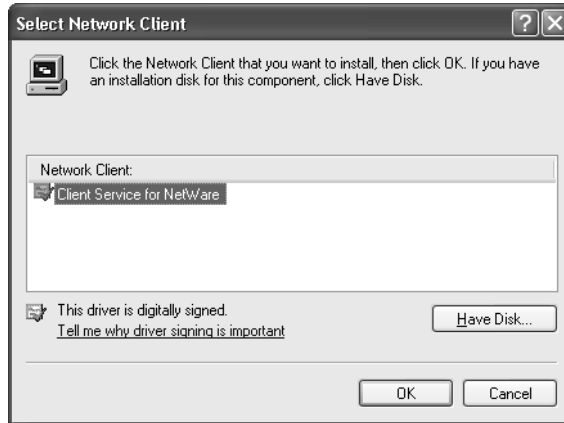 Select Network Client
Click the Network Client that you want to install, then click OK. If you have
an installation disk for this component, click Have Disk.
Network Client:
Client Service for NetWare
This driver is digitally signed.
Tell me why driver signing is important
Have Disk...
OK
Cancel